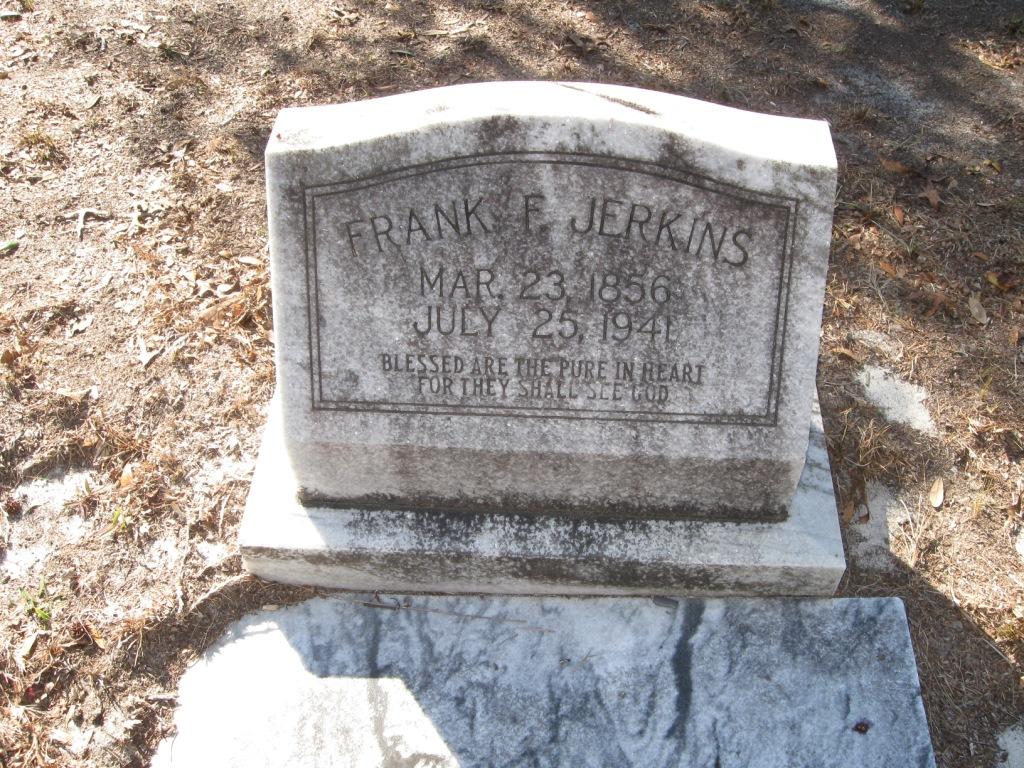 FRANK F. JERKINS
MAR. 23, 1856
JULY 25, 1941
BLESSED ARE THE PURE IN HEART
FOR THEY SHALL SEE GOD